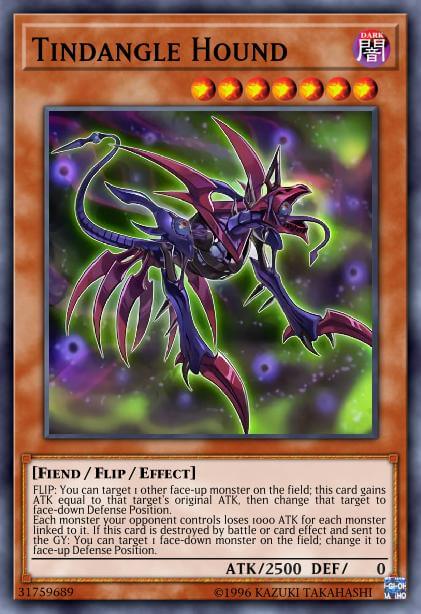 TINDANGLE HOUND
DARK
闇
[FIEND / FLIP / EFFECT]
FLIP: You can target 1 other face-up monster on the field; this card gains
ATK equal to that target's original ATK, then change that target to
face-down Defense Position.
Each monster your opponent controls loses 1000 ATK for each monster
linked to it. If this card is destroyed by battle or card effect and sent to
the GY: You can target 1 face-down monster on the field; change it to
face-up Defense Position.
ATK/2500 DEF/ 0
31759689
©1996 KAZUKI TAKAHASHI